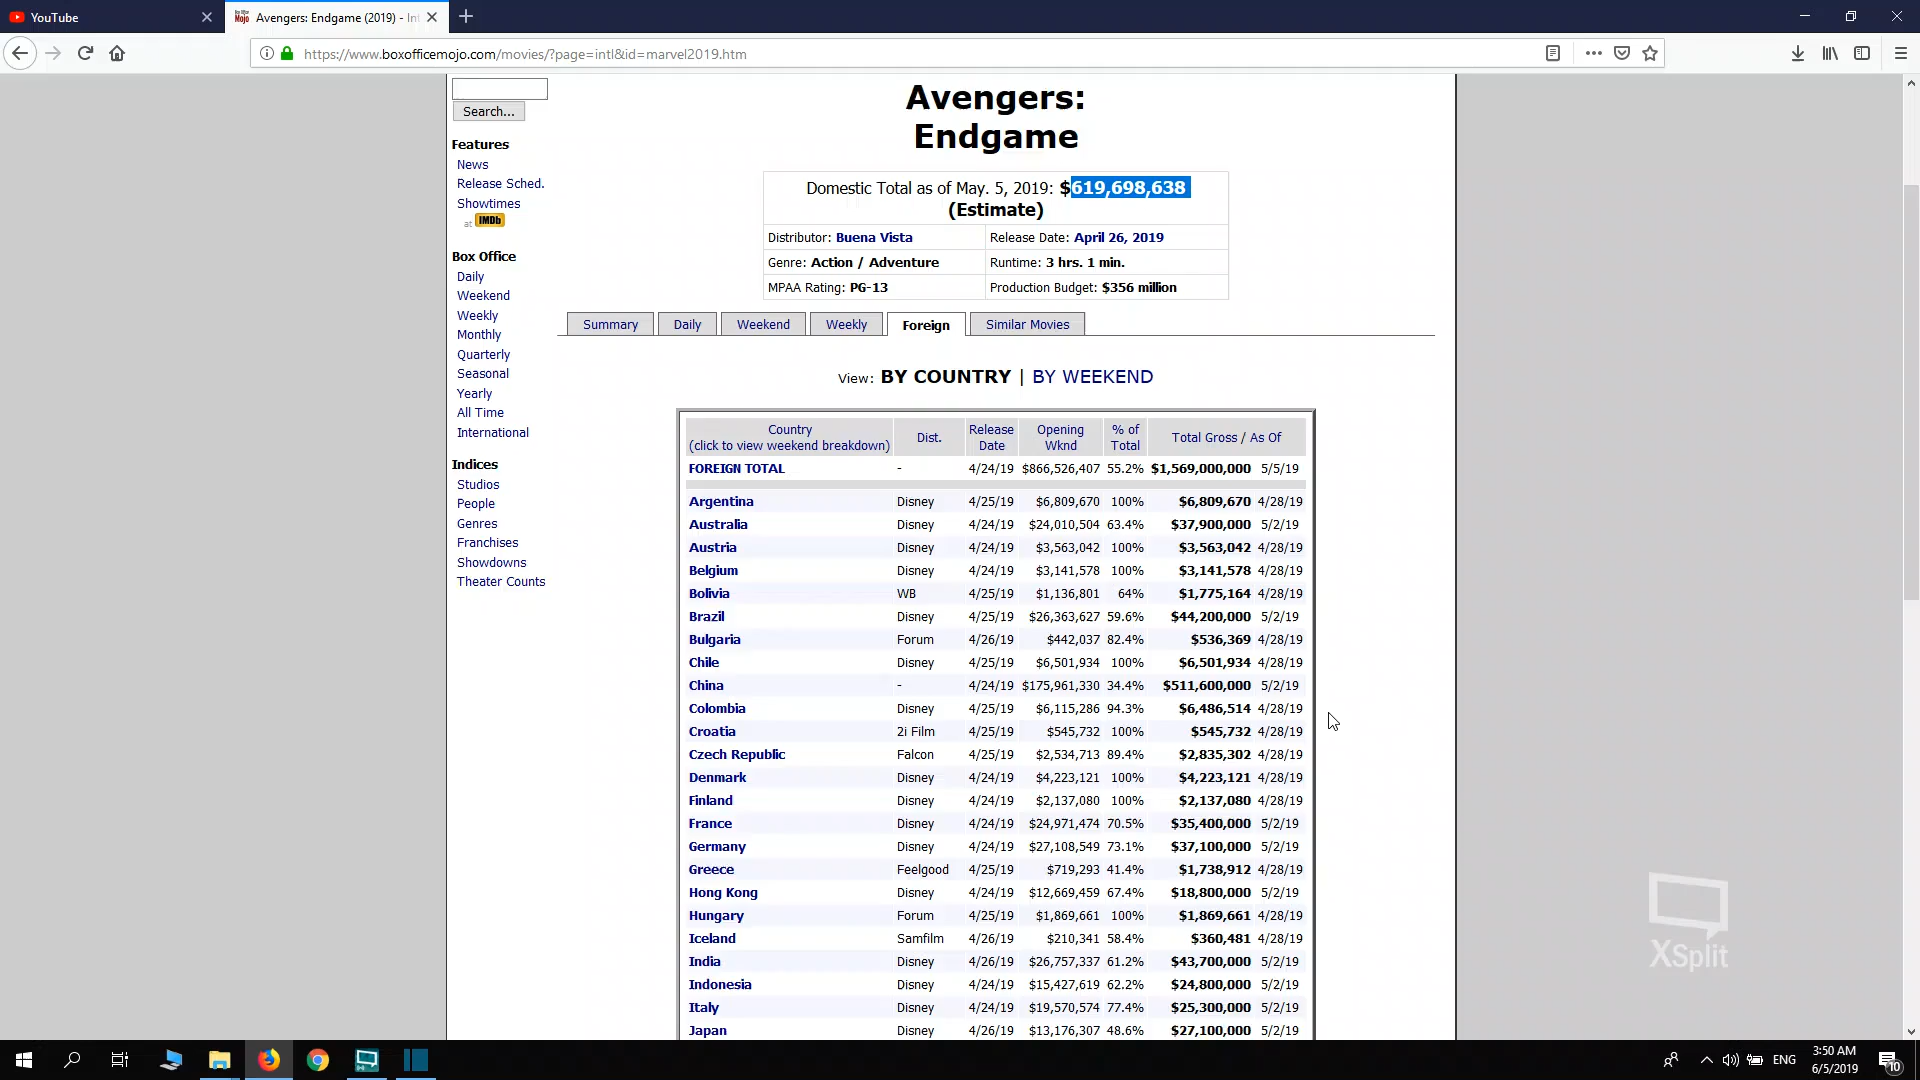 YouTube
Avengers: Endgame (2019) - Int
https://www.boxofficemojo.com/movies/?page=intl&id=marvel2019.htm
Search...
Features
News
Release Sched.
Showtimes
at IMDb
Box Office
Daily
Weekend
Weekly
Monthly
Quarterly
Seasonal
Yearly
All Time
International
Indices
Studios
People
Genres
Franchises
Showdowns
Theater Counts
Avengers:
Endgame
Domestic Total as of May. 5, 2019: $619,698,638
(Estimate)
Distributor: Buena Vista Release Date: April 26, 2019
Genre: Action / Adventure Runtime: 3 hrs. 1 min.
MPAA Rating: PG-13 Production Budget: $356 million
Summary Daily Weekend Weekly Foreign Similar Movies
View: BY COUNTRY | BY WEEKEND
Country (click to view weekend breakdown) Dist. Release Date Opening Wknd % of Total Total Gross / As Of
FOREIGN TOTAL - 4/24/19 $866,526,407 55.2% $1,569,000,000 5/5/19
Argentina Disney 4/25/19 $6,809,670 100% $6,809,670 4/28/19
Australia Disney 4/24/19 $24,010,504 63.4% $37,900,000 5/2/19
Austria Disney 4/24/19 $3,563,042 100% $3,563,042 4/28/19
Belgium Disney 4/24/19 $3,141,578 100% $3,141,578 4/28/19
Bolivia WB 4/25/19 $1,136,801 64% $1,775,164 4/28/19
Brazil Disney 4/25/19 $26,363,627 59.6% $44,200,000 5/2/19
Bulgaria Forum 4/26/19 $442,037 82.4% $536,369 4/28/19
Chile Disney 4/25/19 $6,501,934 100% $6,501,934 4/28/19
China - 4/24/19 $175,961,330 34.4% $511,600,000 5/2/19
Colombia Disney 4/25/19 $6,115,286 94.3% $6,486,514 4/28/19
Croatia 2i Film 4/25/19 $545,732 100% $545,732 4/28/19
Czech Republic Falcon 4/25/19 $2,534,713 89.4% $2,835,302 4/28/19
Denmark Disney 4/24/19 $4,223,121 100% $4,223,121 4/28/19
Finland Disney 4/24/19 $2,137,080 100% $2,137,080 4/28/19
France Disney 4/24/19 $24,971,474 70.5% $35,400,000 5/2/19
Germany Disney 4/24/19 $27,108,549 73.1% $37,100,000 5/2/19
Greece Feelgood 4/25/19 $719,293 41.4% $1,738,912 4/28/19
Hong Kong Disney 4/24/19 $12,669,459 67.4% $18,800,000 5/2/19
Hungary Forum 4/25/19 $1,869,661 100% $1,869,661 4/28/19
Iceland Samfilm 4/26/19 $210,341 58.4% $360,481 4/28/19
India Disney 4/26/19 $26,757,337 61.2% $43,700,000 5/2/19
Indonesia Disney 4/24/19 $15,427,619 62.2% $24,800,000 5/2/19
Italy Disney 4/24/19 $19,570,574 77.4% $25,300,000 5/2/19
Japan Disney 4/26/19 $13,176,307 48.6% $27,100,000 5/2/19
XSplit
ENG
3:50 AM
6/5/2019
10